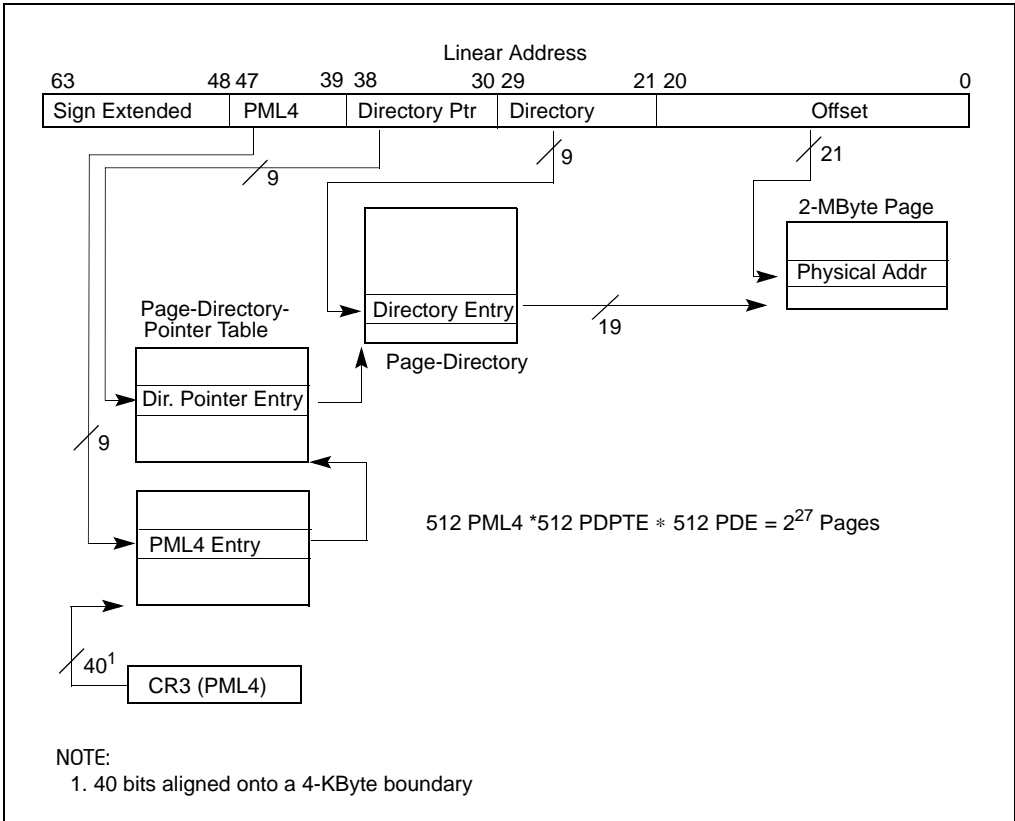 Linear Address
63 48 47 39 38 30 29 21 20 0
Sign Extended PML4 Directory Ptr Directory Offset
9
9
21
2-MByte Page
Physical Addr
Directory Entry
19
Page-Directory
Page-Directory-
Pointer Table
Dir. Pointer Entry
9
PML4 Entry
512 PML4 *512 PDPTE * 512 PDE = 2^27 Pages
40^1
CR3 (PML4)
NOTE:
1. 40 bits aligned onto a 4-KByte boundary